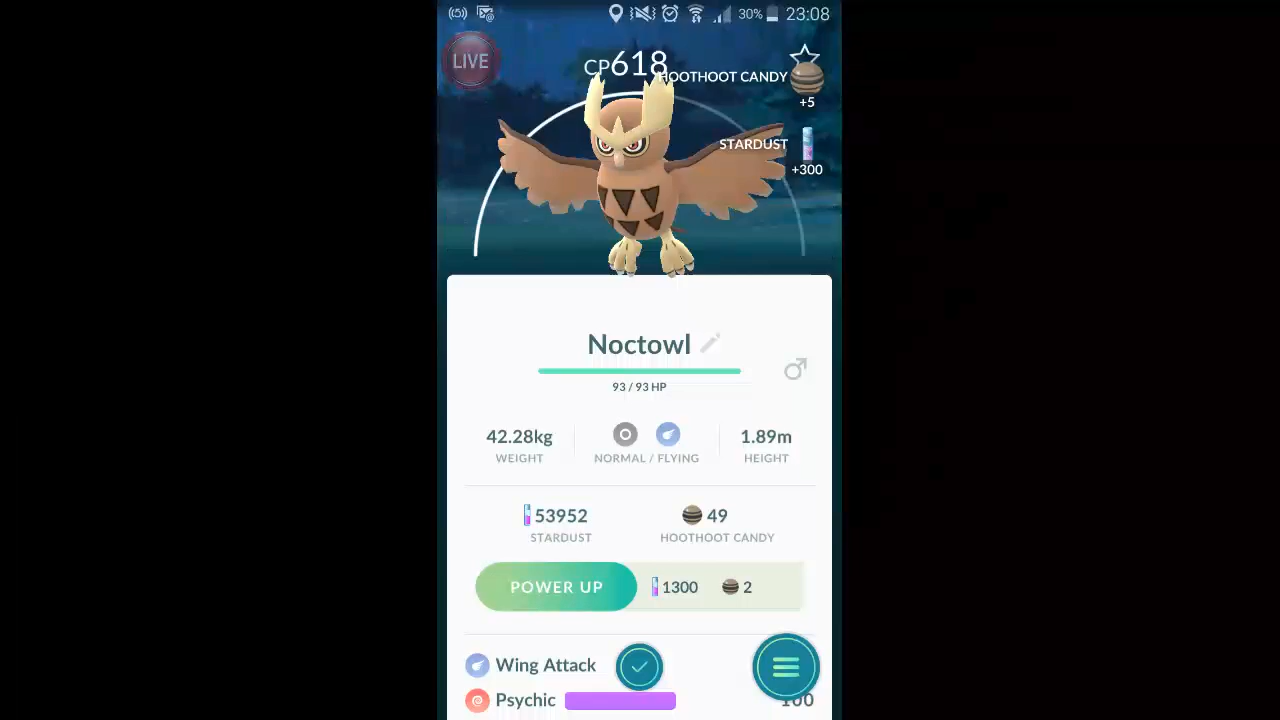 30% 23:08
LIVE
CP618
HOOTHOOT CANDY
+5
STARDUST
+300
Noctowl
93 / 93 HP
42.28kg
WEIGHT
NORMAL / FLYING
1.89m
HEIGHT
53952
STARDUST
49
HOOTHOOT CANDY
POWER UP 1300 2
Wing Attack
Psychic 100